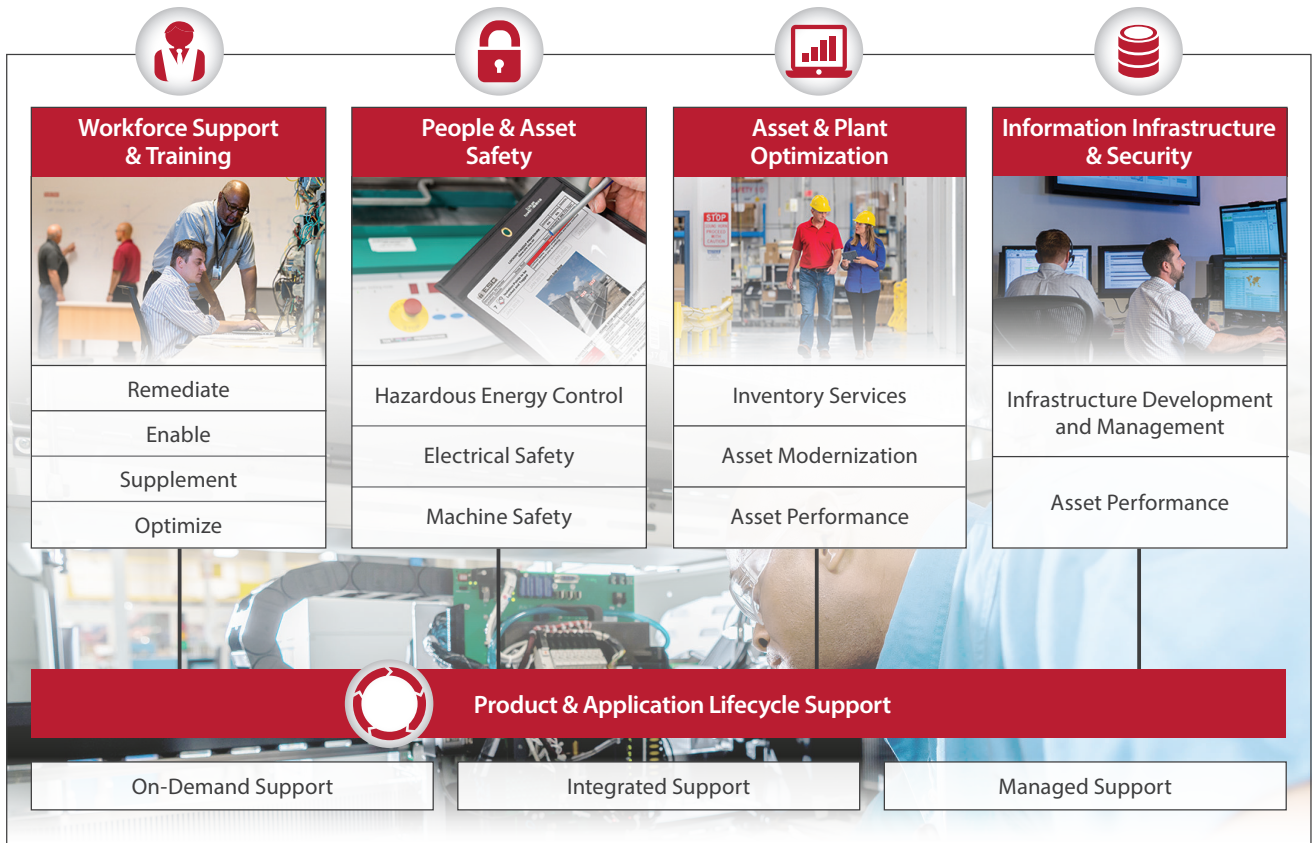 Workforce Support
& Training
People & Asset
Safety
Asset & Plant
Optimization
Information Infrastructure
& Security
STOP
Remediate
Enable
Supplement
Optimize
Hazardous Energy Control
Electrical Safety
Machine Safety
Inventory Services
Asset Modernization
Asset Performance
Infrastructure Development
and Management
Asset Performance
Product & Application Lifecycle Support
On-Demand Support
Integrated Support
Managed Support